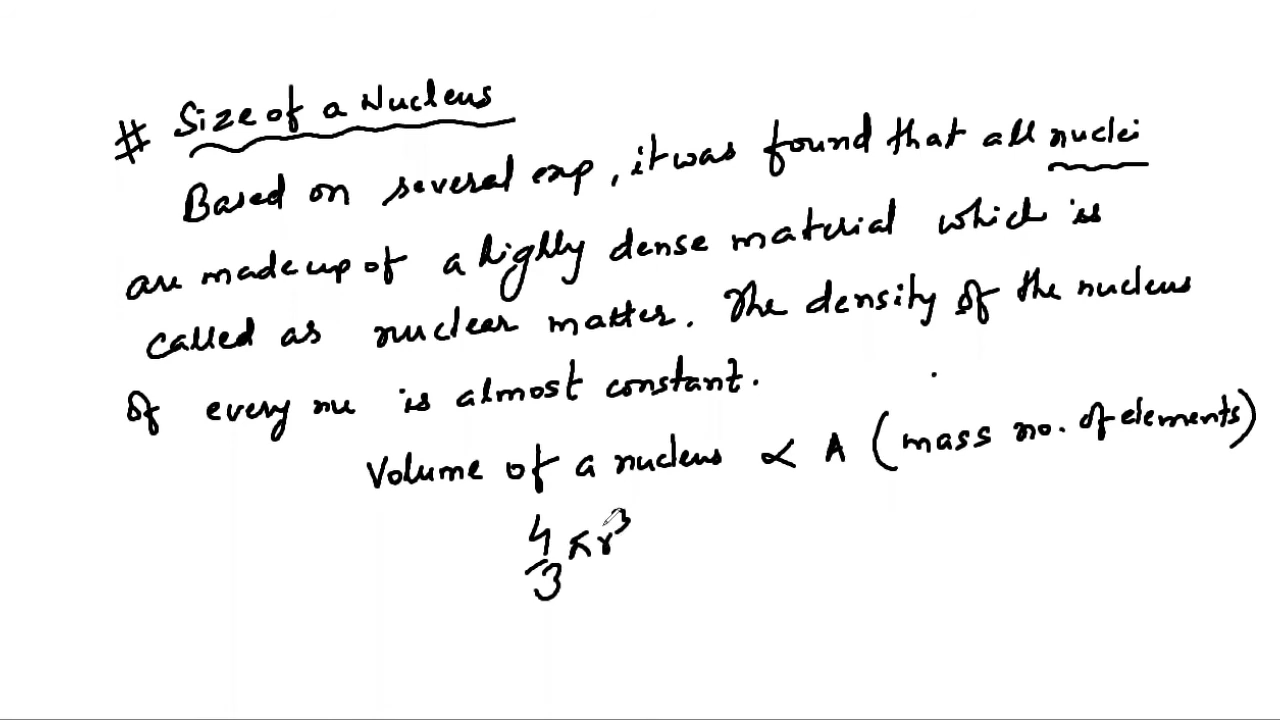 # Size of a Nucleus
Based on several exp, it was found that all nuclei
are made up of a highly dense material which is
called as nuclear matter. The density of the nucleus
of every nu is almost constant.
Volume of a nucleus ∝ A (mass no. of elements)
4/3 πr³